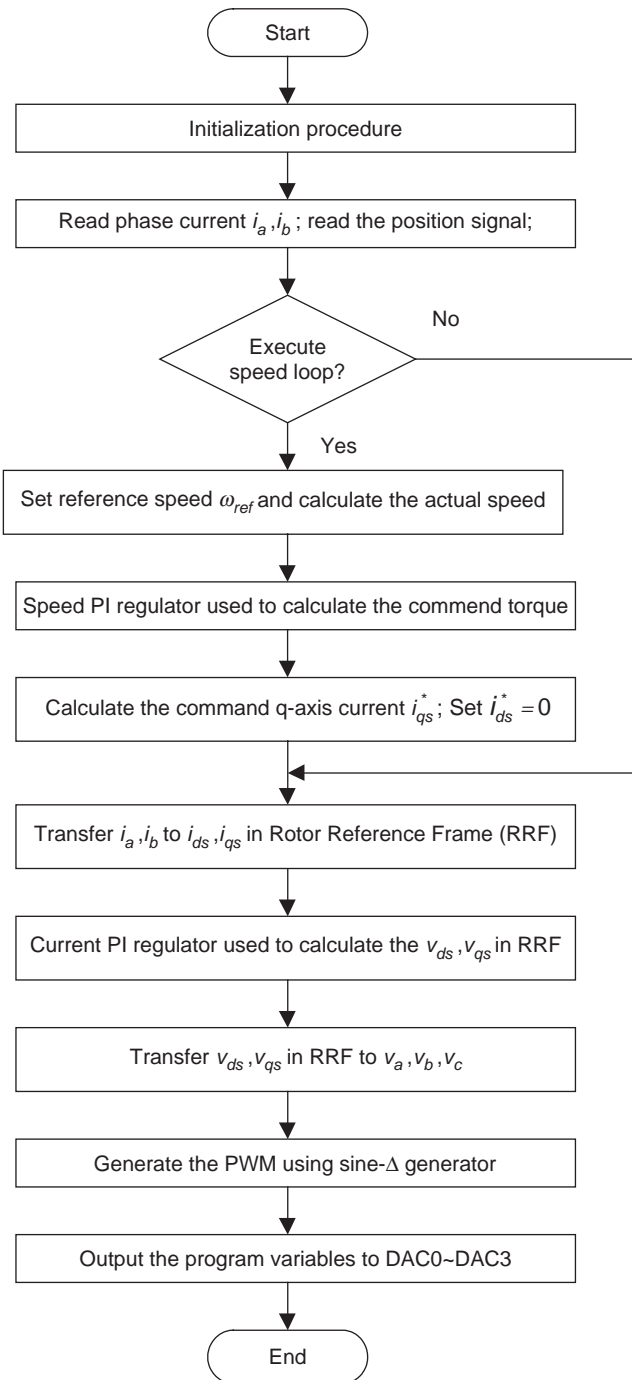 Start
Initialization procedure
Read phase current i_a, i_b; read the position signal;
No
Execute
speed loop?
Yes
Set reference speed ω_ref and calculate the actual speed
Speed PI regulator used to calculate the commend torque
Calculate the command q-axis current i*_qs; Set i*_ds = 0
Transfer i_a, i_b to i_ds, i_qs in Rotor Reference Frame (RRF)
Current PI regulator used to calculate the v_ds, v_qs in RRF
Transfer v_ds, v_qs in RRF to v_a, v_b, v_c
Generate the PWM using sine-Δ generator
Output the program variables to DAC0~DAC3
End